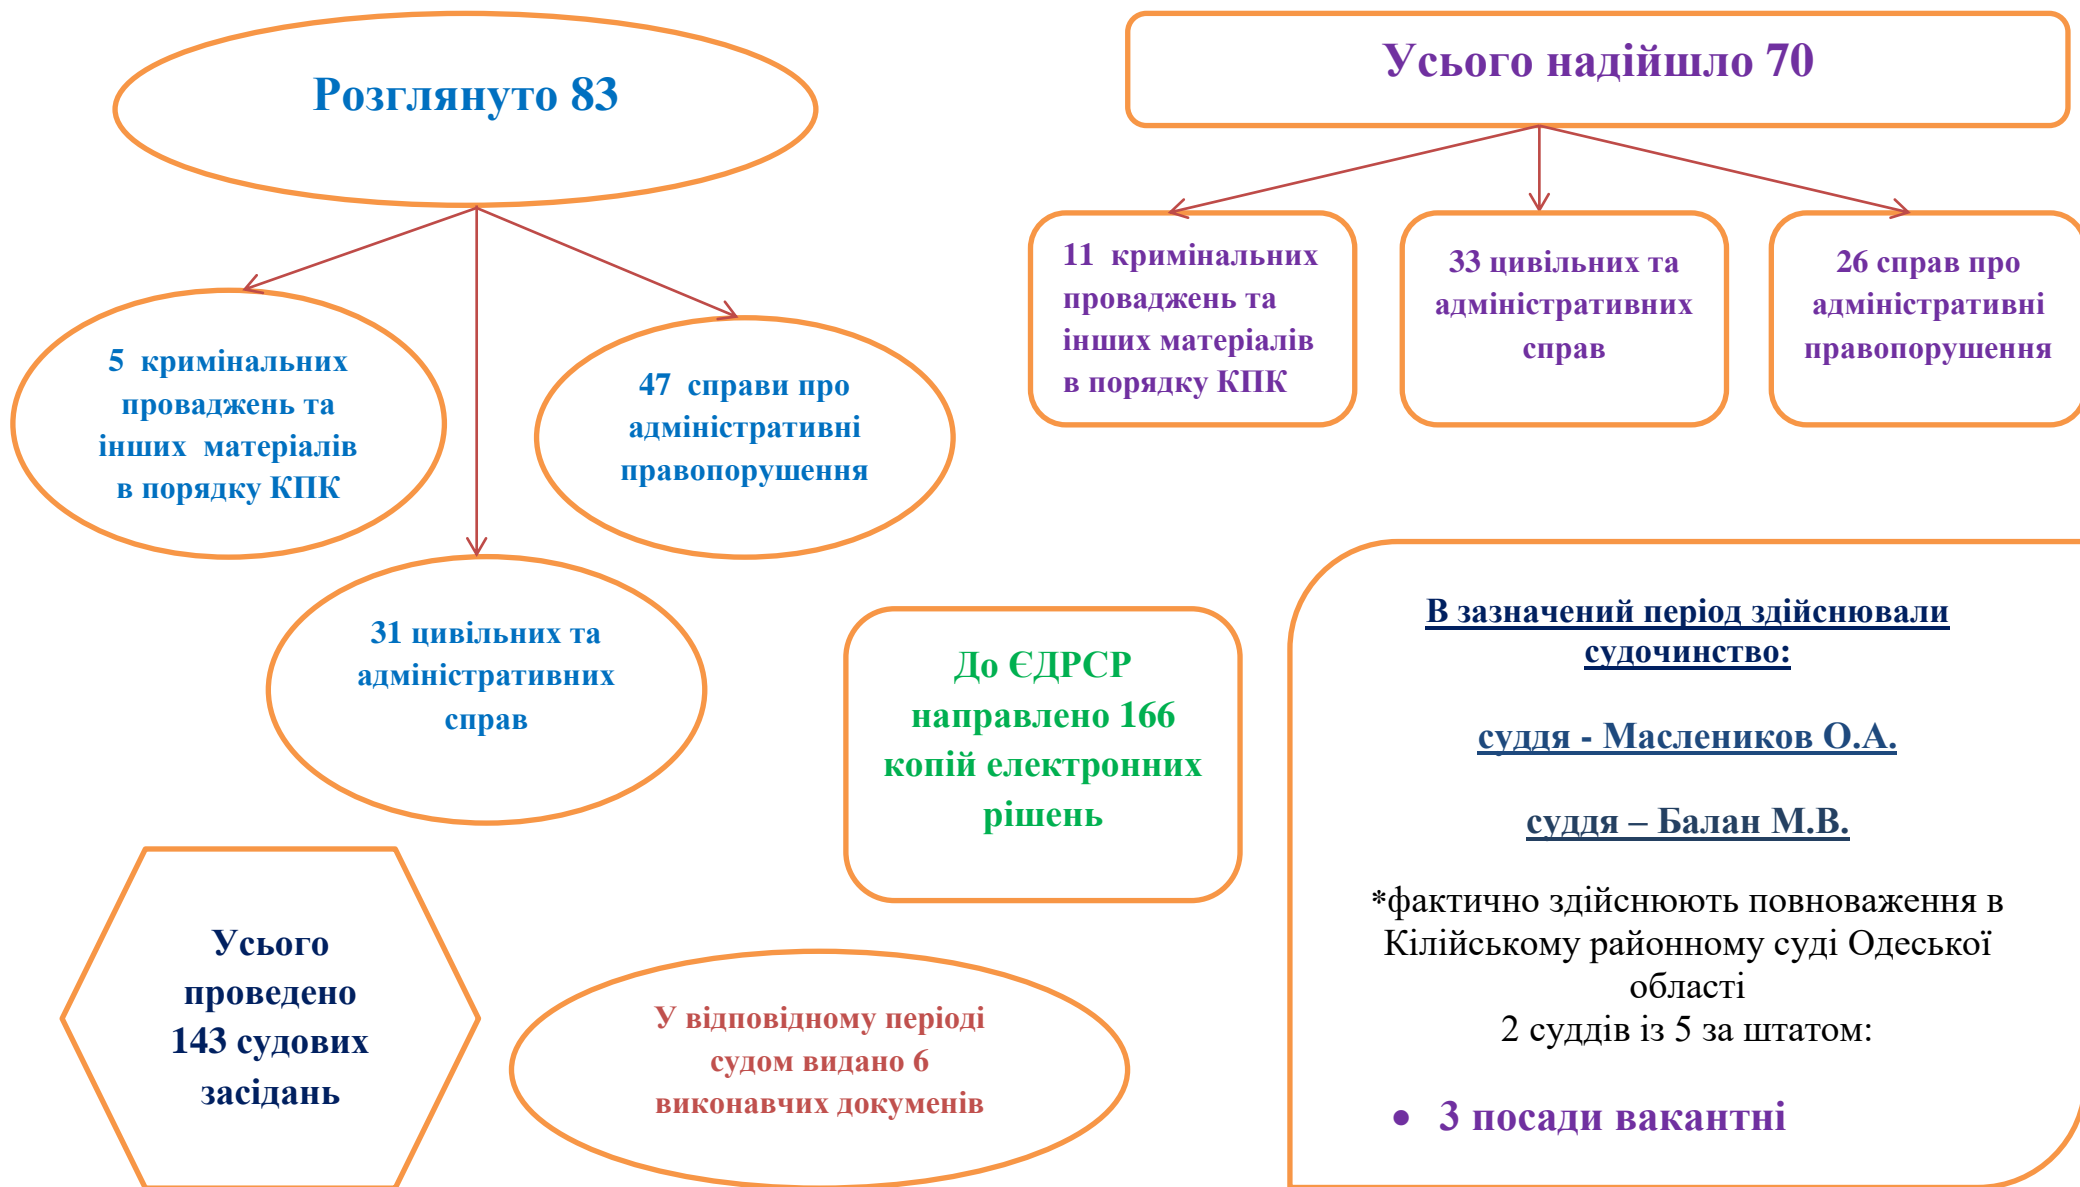 Розглянуто 83
5 кримінальних
проваджень та
інших матеріалів
в порядку КПК
47 справи про
адміністративні
правопорушення
31 цивільних та
адміністративних
справ
Усього надійшло 70
11 кримінальних
проваджень та
інших матеріалів
в порядку КПК
33 цивільних та
адміністративних
справ
26 справ про
адміністративні
правопорушення
До ЄДРСР
направлено 166
копій електронних
рішень
В зазначений період здійснювали
судочинство:
суддя - Маслеников О.А.
суддя – Балан М.В.
*фактично здійснюють повноваження в
Кілійському районному суді Одеської
області
2 суддів із 5 за штатом:
• 3 посади вакантні
Усього
проведено
143 судових
засідань
У відповідному періоді
судом видано 6
виконавчих документів